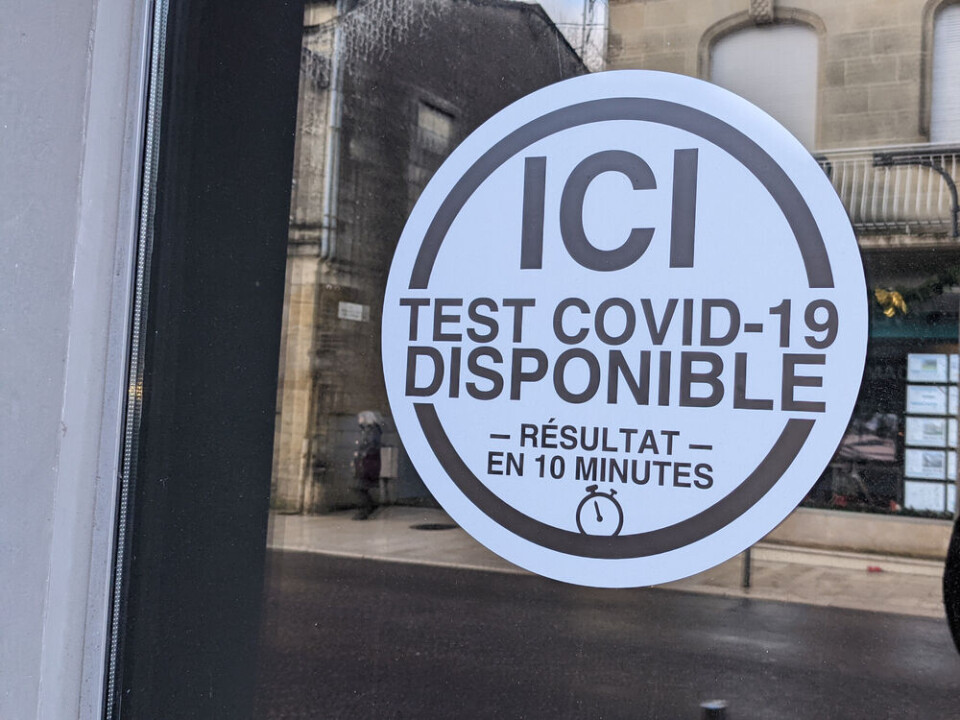 ICI
TEST COVID-19
DISPONIBLE
— RÉSULTAT —
EN 10 MINUTES